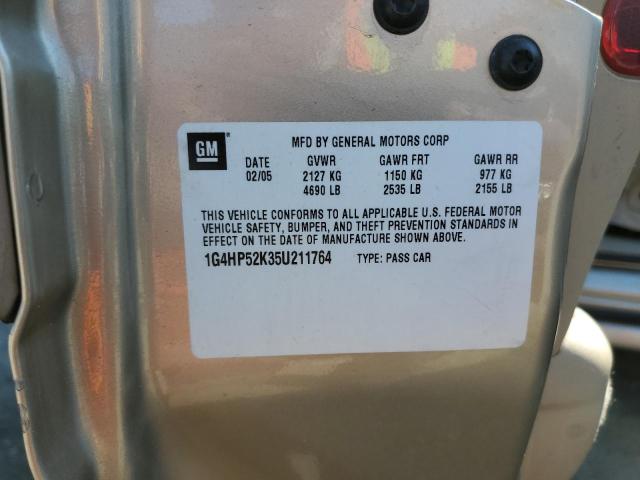 GM
MFD BY GENERAL MOTORS CORP
DATE GVWR GAWR FRT GAWR RR
02/05 2127 KG 1150 KG 977 KG
4690 LB 2535 LB 2155 LB
THIS VEHICLE CONFORMS TO ALL APPLICABLE U.S. FEDERAL MOTOR
VEHICLE SAFETY, BUMPER, AND THEFT PREVENTION STANDARDS IN
EFFECT ON THE DATE OF MANUFACTURE SHOWN ABOVE.
1G4HP52K35U211764 TYPE: PASS CAR